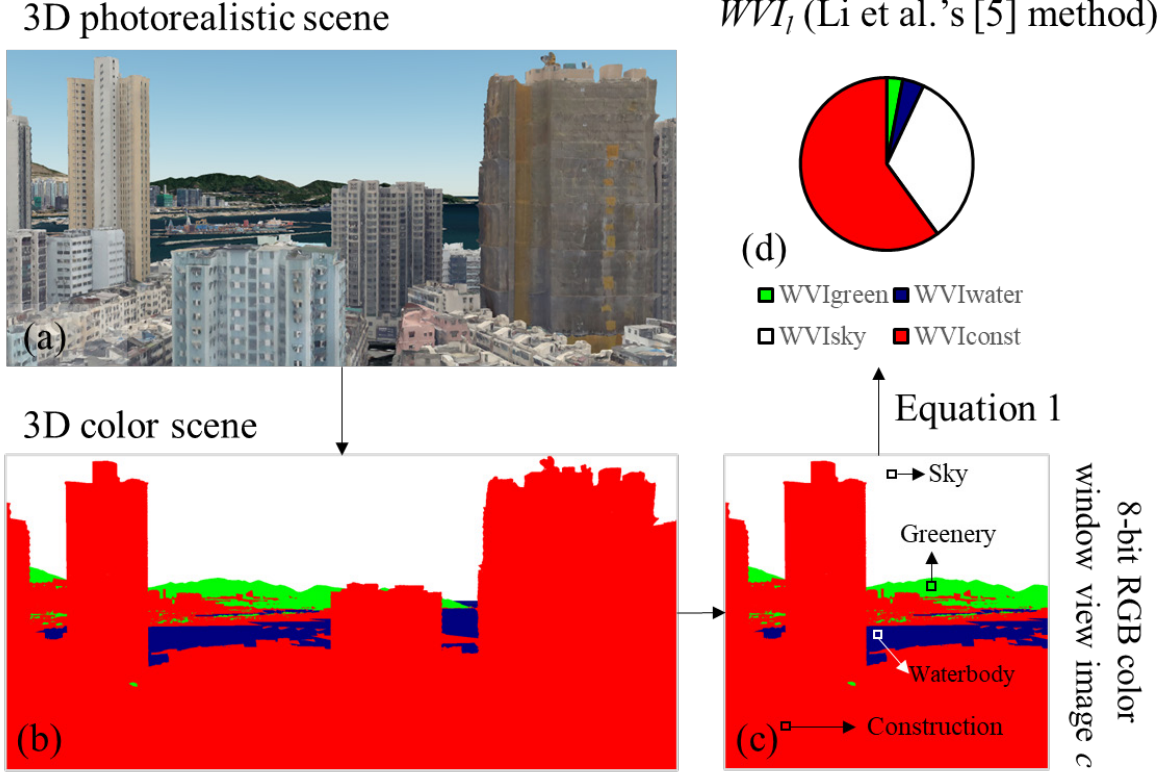 3D photorealistic scene
WVI_l (Li et al.'s [5] method)
(a)
(d)
WVIgreen WVIwater
WVIsky WVIconst
3D color scene
Equation 1
Sky
Greenery
Waterbody
Construction
(b)
(c)
8-bit RGB color
window view image c